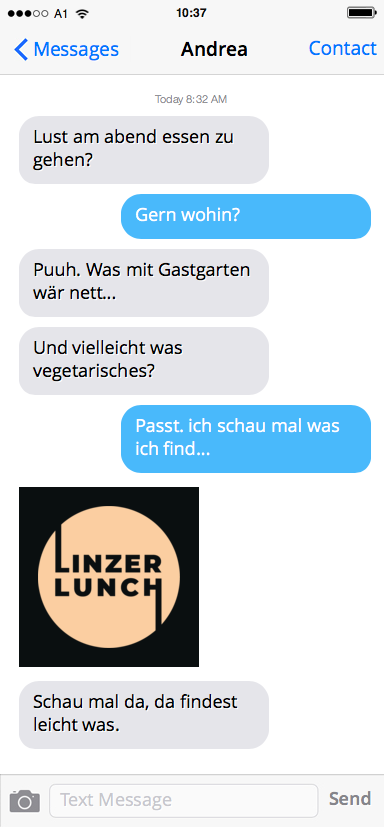 A1 10:37
Messages Andrea Contact
Today 8:32 AM
Lust am abend essen zu
gehen?
Gern wohin?
Puuh. Was mit Gastgarten
wär nett...
Und vielleicht was
vegetarisches?
Passt. ich schau mal was
ich find...
LINZER
LUNCH
Schau mal da, da findest
leicht was.
Text Message Send